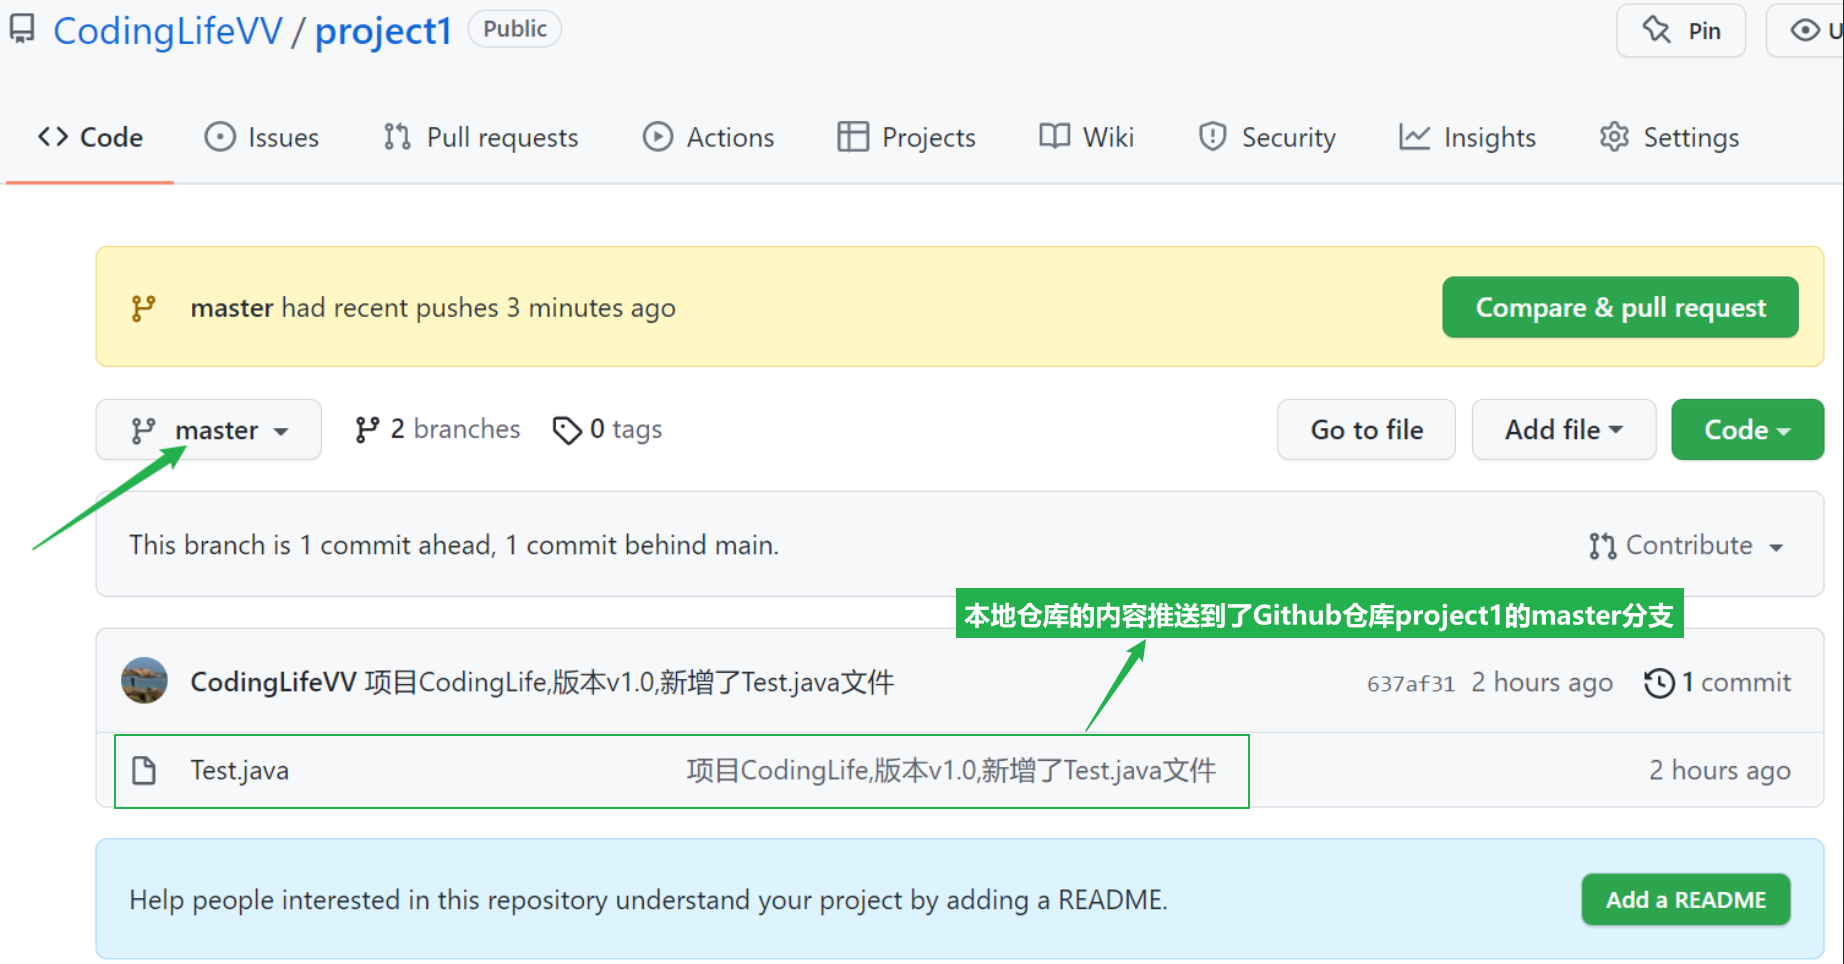 CodingLifeVV / project1 Public Pin U
Code Issues Pull requests Actions Projects Wiki Security Insights Settings
master had recent pushes 3 minutes ago Compare & pull request
master 2 branches 0 tags Go to file Add file Code
This branch is 1 commit ahead, 1 commit behind main. Contribute
本地仓库的内容推送到了Github仓库project1的master分支
CodingLifeVV 项目CodingLife,版本v1.0,新增了Test.java文件 637af31 2 hours ago 1 commit
Test.java 项目CodingLife,版本v1.0,新增了Test.java文件 2 hours ago
Help people interested in this repository understand your project by adding a README. Add a README